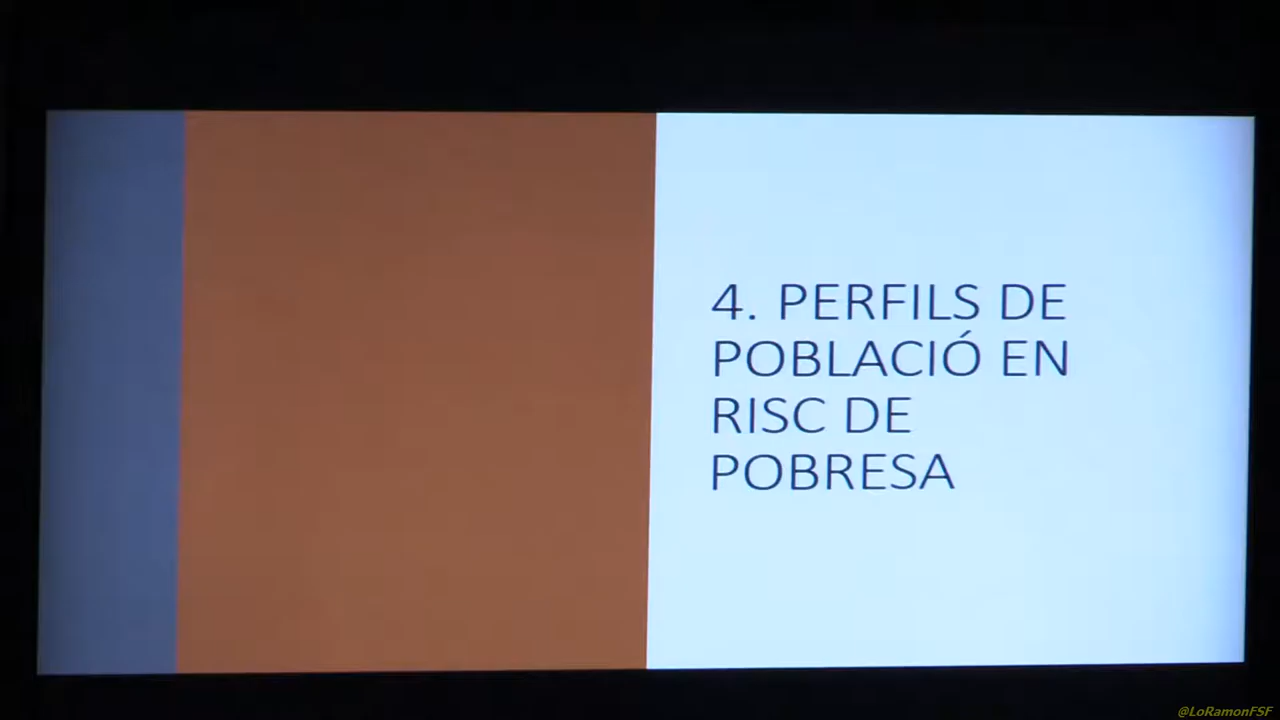 4. PERFILS DE
POBLACIÓ EN
RISC DE
POBRESA
@LoRamonFSF